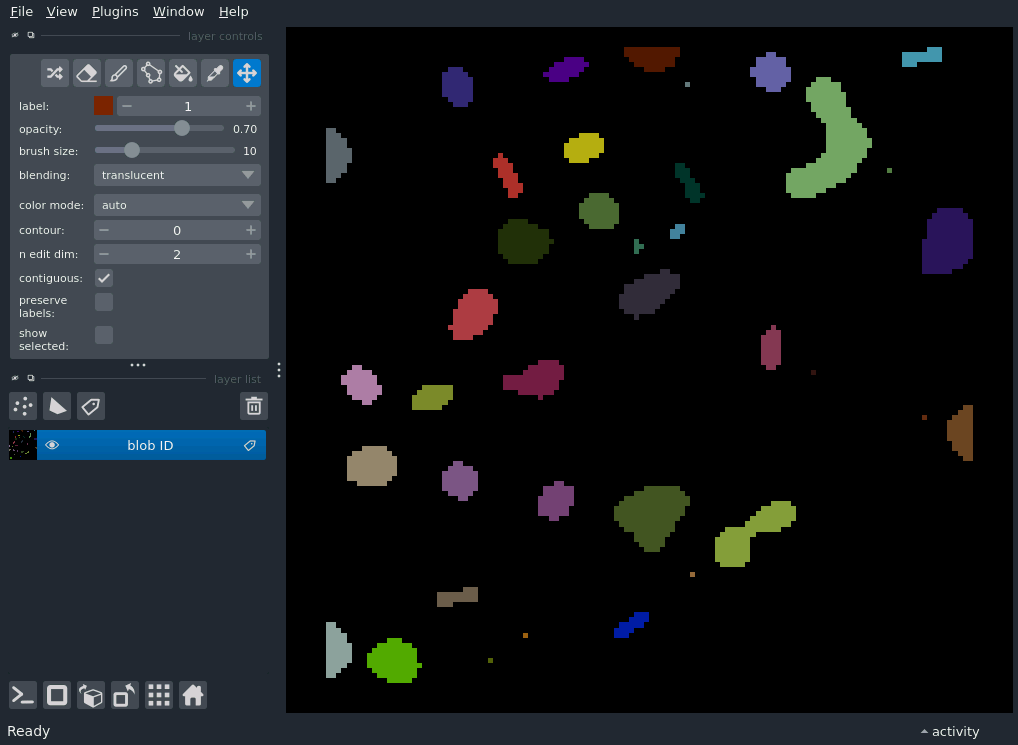 File View Plugins Window Help
layer controls
label: 1
opacity: 0.70
brush size: 10
blending: translucent
color mode: auto
contour: 0
n edit dim: 2
contiguous:
preserve
labels:
show
selected:
layer list
blob ID
Ready
activity